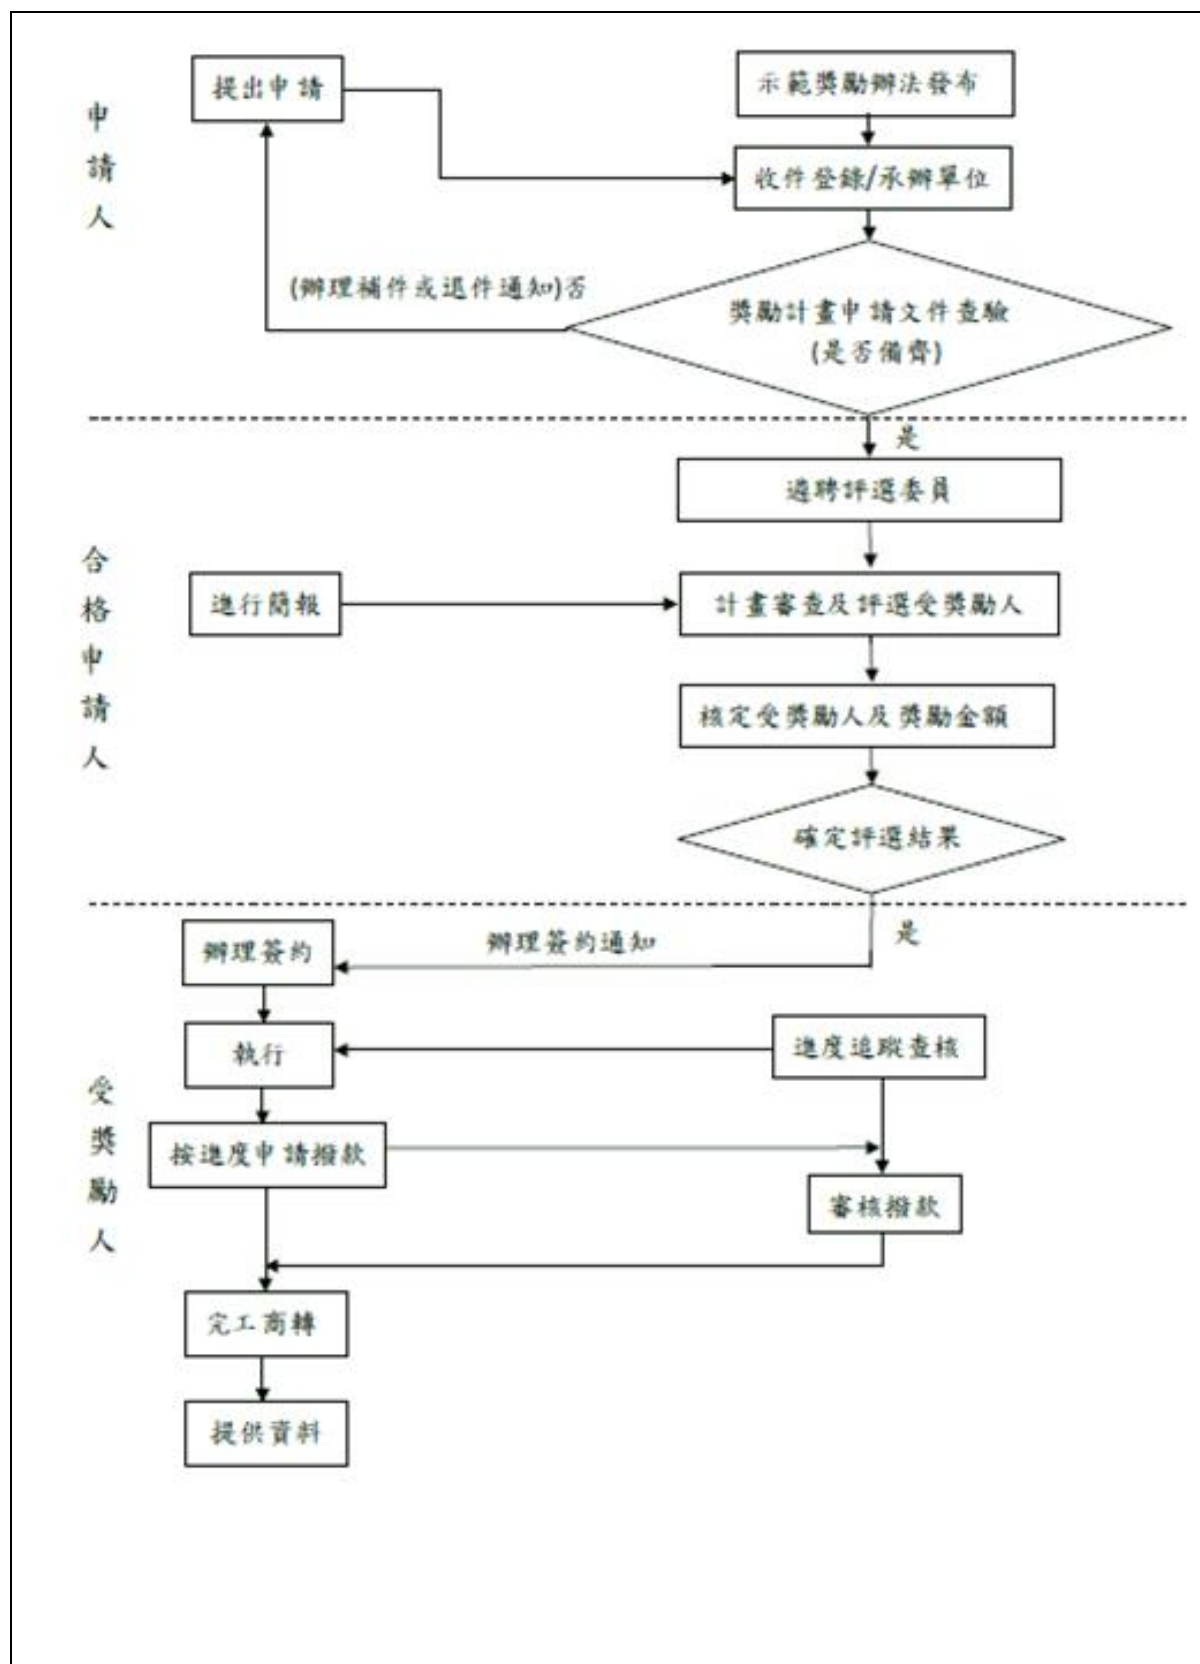 申請人
提出申請
示範獎勵辦法發布
收件登錄/承辦單位
(辦理補件或退件通知)否
獎勵計畫申請文件查驗
(是否備齊)
是
合格申請人
遴聘評選委員
進行簡報
計畫審查及評選受獎勵人
核定受獎勵人及獎勵金額
確定評選結果
是
受獎勵人
辦理簽約
辦理簽約通知
執行
進度追蹤查核
按進度申請撥款
審核撥款
完工商轉
提供資料